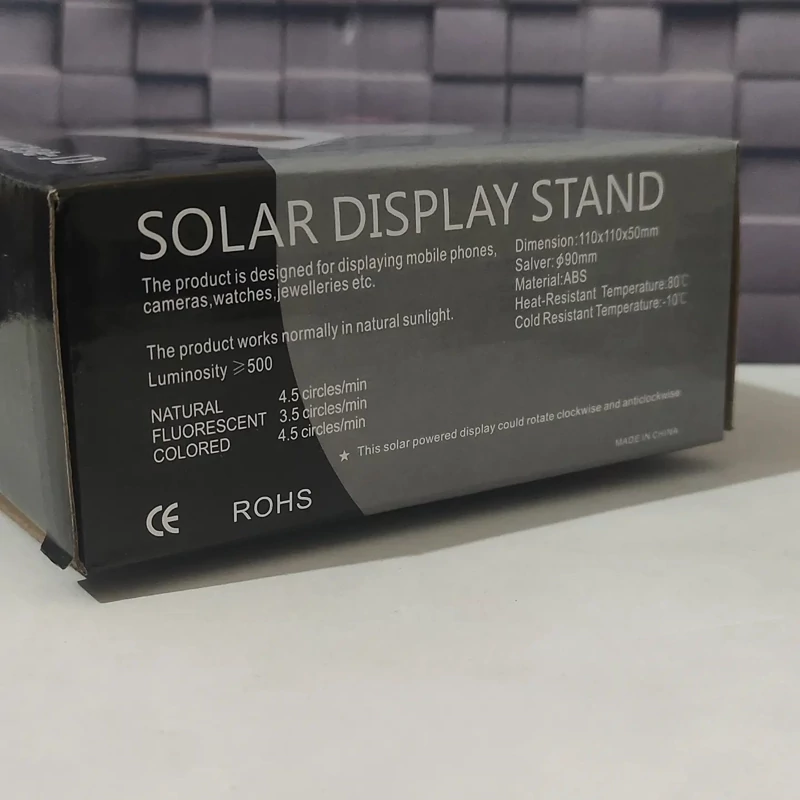 SOLAR DISPLAY STAND
The product is designed for displaying mobile phones,
cameras,watches,jewelleries etc.
The product works normally in natural sunlight.
Luminosity ≥500
NATURAL 4.5 circles/min
FLUORESCENT 3.5 circles/min
COLORED 4.5 circles/min
Dimension:110x110x50mm
Salver:ϕ90mm
Material:ABS
Heat-Resistant Temperature:80℃
Cold Resistant Temperature:-10℃
★ This solar powered display could rotate clockwise and anticlockwise
MADE IN CHINA
CE ROHS